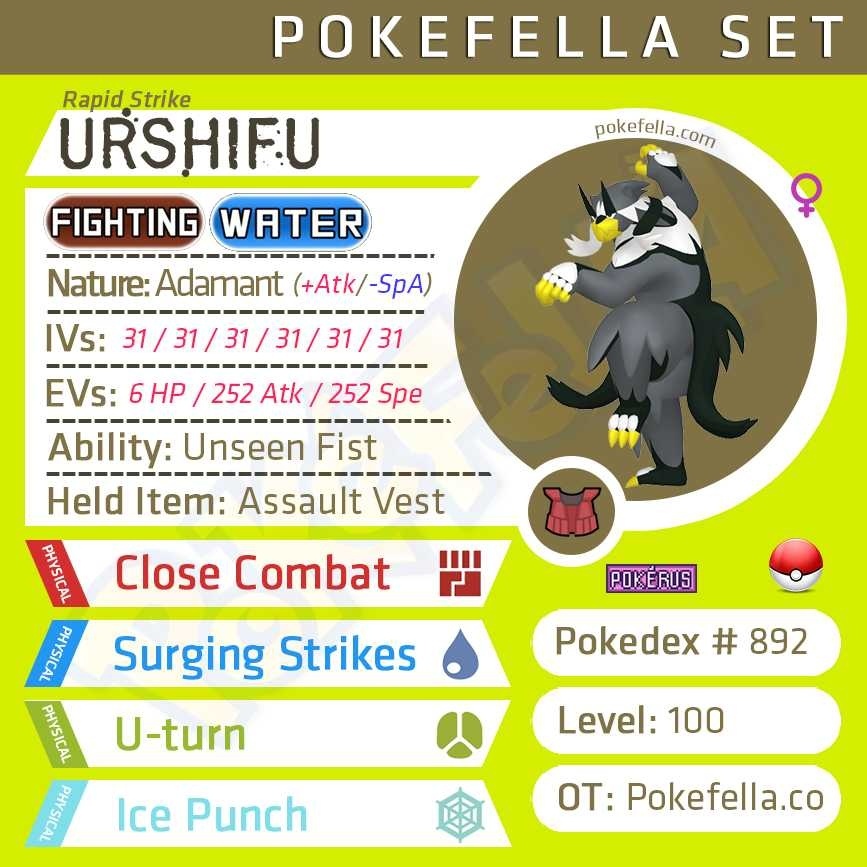 POKEFELLA SET
Rapid Strike
URSHIFU
pokefella.com
FIGHTING WATER
Nature: Adamant (+Atk/-SpA)
IVs: 31 / 31 / 31 / 31 / 31 / 31
EVs: 6 HP / 252 Atk / 252 Spe
Ability: Unseen Fist
Held Item: Assault Vest
PHYSICAL Close Combat
PHYSICAL Surging Strikes
PHYSICAL U-turn
PHYSICAL Ice Punch
POKÉRUS
Pokedex # 892
Level: 100
OT: Pokefella.co
PokeFella